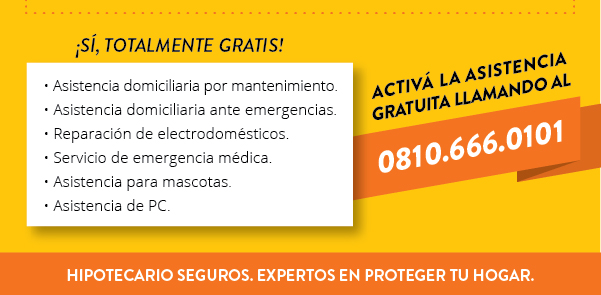 ¡SÍ, TOTALMENTE GRATIS!
• Asistencia domiciliaria por mantenimiento.
• Asistencia domiciliaria ante emergencias.
• Reparación de electrodomésticos.
• Servicio de emergencia médica.
• Asistencia para mascotas.
• Asistencia de PC.
ACTIVÁ LA ASISTENCIA
GRATUITA LLAMANDO AL
0810.666.0101
HIPOTECARIO SEGUROS. EXPERTOS EN PROTEGER TU HOGAR.